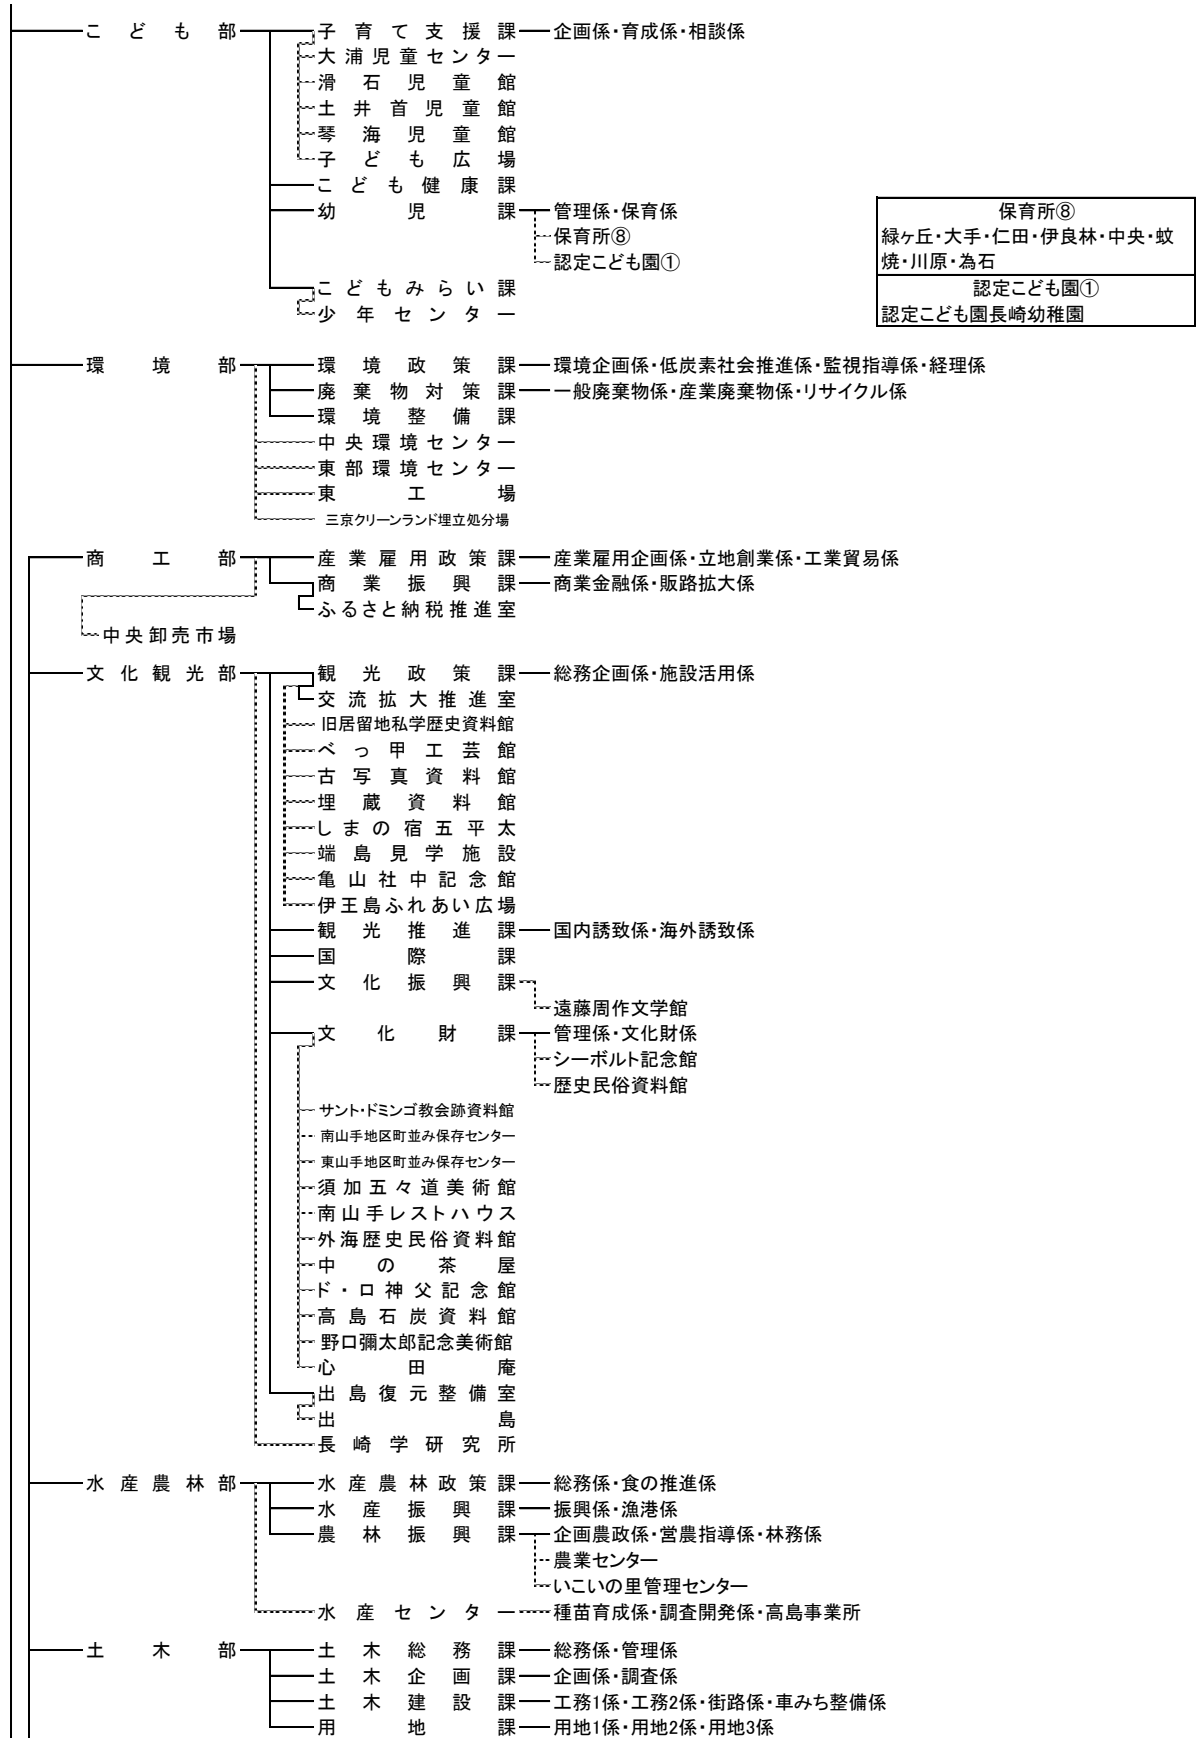 こども部 子育て支援課 企画係・育成係・相談係
大浦児童センター
滑石児童館
土井首児童館
琴海児童館
子ども広場
こども健康課
幼児課 管理係・保育係
保育所⑧
認定こども園①
こどもみらい課
少年センター
保育所⑧
緑ヶ丘・大手・仁田・伊良林・中央・蚊
焼・川原・為石
認定こども園①
認定こども園長崎幼稚園
環境部 環境政策課 環境企画係・低炭素社会推進係・監視指導係・経理係
廃棄物対策課 一般廃棄物係・産業廃棄物係・リサイクル係
環境整備課
中央環境センター
東部環境センター
東工場
三京クリーンランド埋立処分場
商工部 産業雇用政策課 産業雇用企画係・立地創業係・工業貿易係
商業振興課 商業金融係・販路拡大係
ふるさと納税推進室
中央卸売市場
文化観光部 観光政策課 総務企画係・施設活用係
交流拡大推進室
旧居留地私学歴史資料館
べっ甲工芸館
古写真資料館
埋蔵資料館
しまの宿五平太
端島見学施設
亀山社中記念館
伊王島ふれあい広場
観光推進課 国内誘致係・海外誘致係
国際課
文化振興課
遠藤周作文学館
文化財課 管理係・文化財係
シーボルト記念館
歴史民俗資料館
サント・ドミンゴ教会跡資料館
南山手地区町並み保存センター
東山手地区町並み保存センター
須加五々道美術館
南山手レストハウス
外海歴史民俗資料館
中の茶屋
ド・ロ神父記念館
高島石炭資料館
野口彌太郎記念美術館
心田庵
出島復元整備室
出島
長崎学研究所
水産農林部 水産農林政策課 総務係・食の推進係
水産振興課 振興係・漁港係
農林振興課 企画農政係・営農指導係・林務係
農業センター
いこいの里管理センター
水産センター 種苗育成係・調査開発係・高島事業所
土木部 土木総務課 総務係・管理係
土木企画課 企画係・調査係
土木建設課 工務1係・工務2係・街路係・車みち整備係
用地課 用地1係・用地2係・用地3係